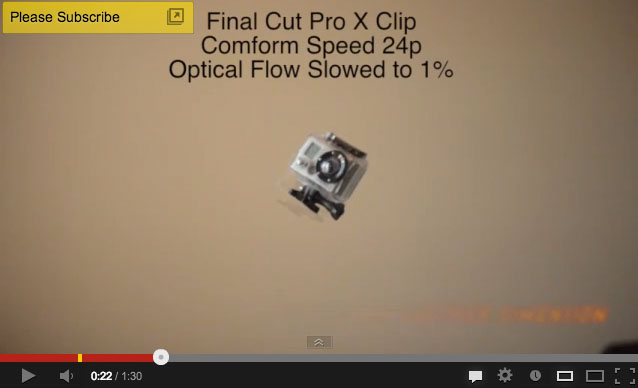 Please Subscribe
Final Cut Pro X Clip
Comform Speed 24p
Optical Flow Slowed to 1%
0:22 / 1:30